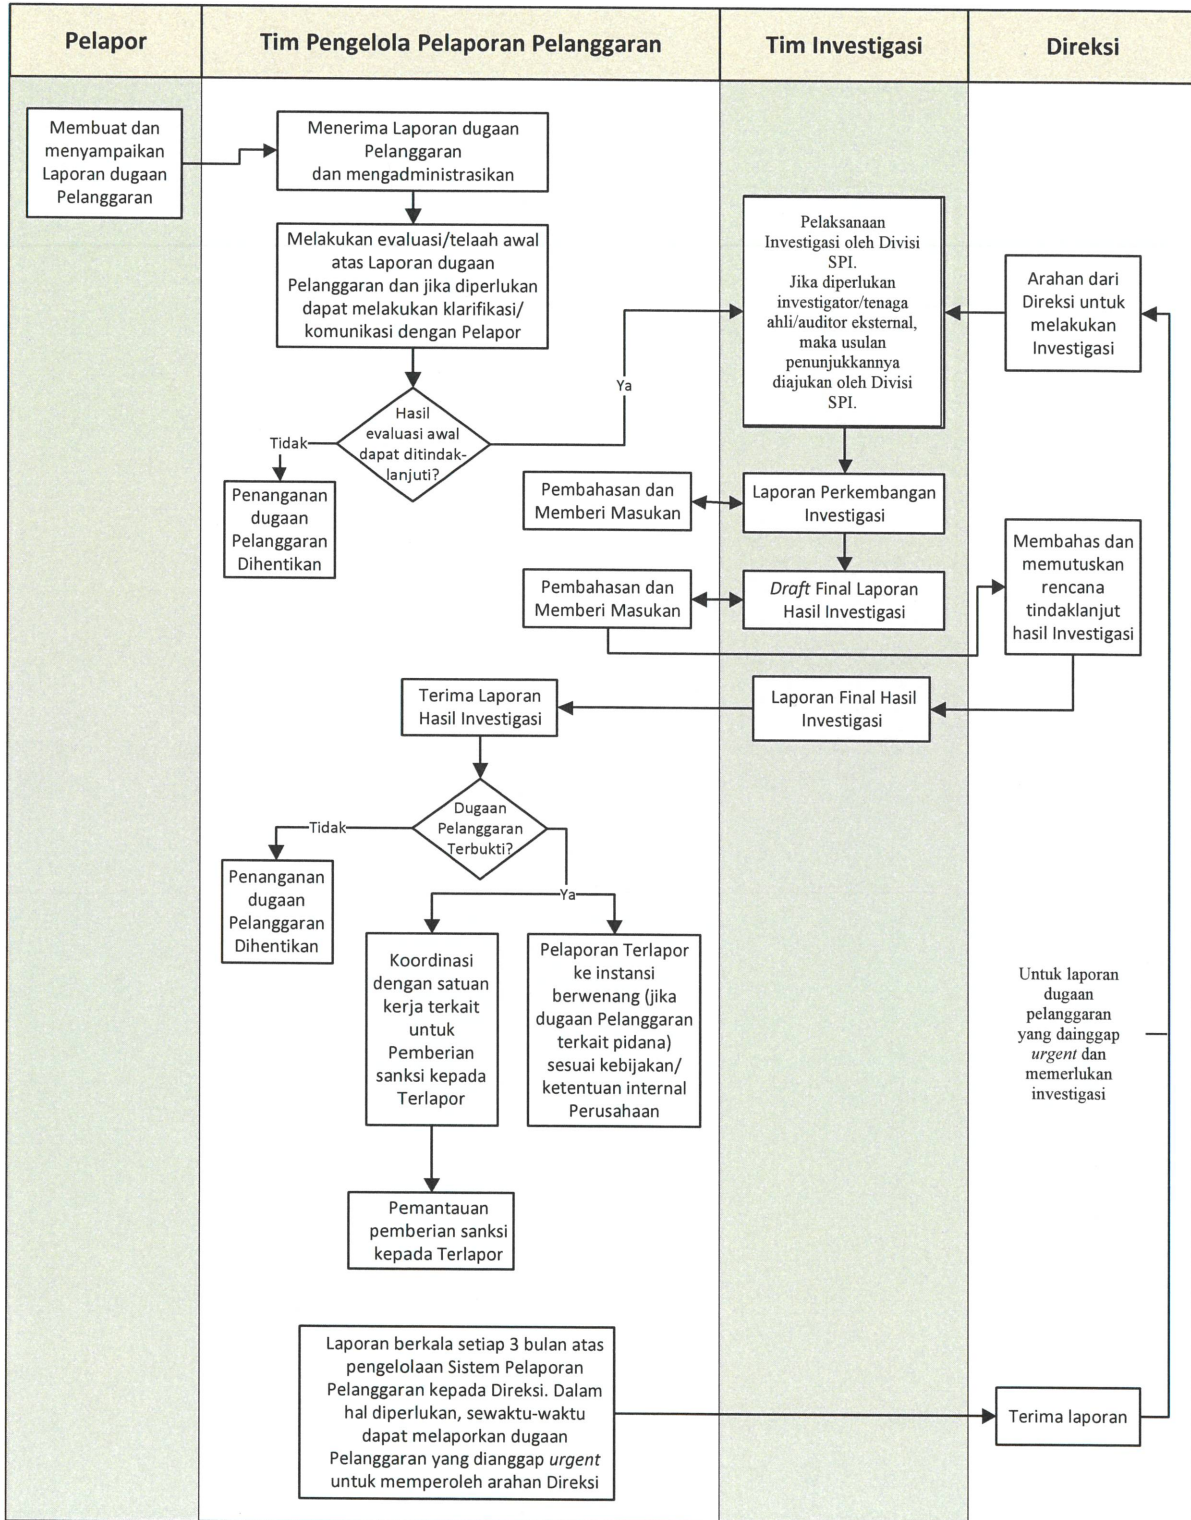 Pelapor
Tim Pengelola Pelaporan Pelanggaran
Tim Investigasi
Direksi
Membuat dan
menyampaikan
Laporan dugaan
Pelanggaran
Menerima Laporan dugaan
Pelanggaran
dan mengadministrasikan
Melakukan evaluasi/telaah awal
atas Laporan dugaan
Pelanggaran dan jika diperlukan
dapat melakukan klarifikasi/
komunikasi dengan Pelapor
Pelaksanaan
Investigasi oleh Divisi
SPI.
Jika diperlukan
investigator/tenaga
ahli/auditor eksternal,
maka usulan
penunjukkannya
diajukan oleh Divisi
SPI.
Arahan dari
Direksi untuk
melakukan
Investigasi
Ya
Hasil
evaluasi awal
dapat ditindak-
lanjuti?
Tidak
Penanganan
dugaan
Pelanggaran
Dihentikan
Pembahasan dan
Memberi Masukan
Laporan Perkembangan
Investigasi
Pembahasan dan
Memberi Masukan
Draft Final Laporan
Hasil Investigasi
Membahas dan
memutuskan
rencana
tindaklanjut
hasil Investigasi
Terima Laporan
Hasil Investigasi
Laporan Final Hasil
Investigasi
Dugaan
Pelanggaran
Terbukti?
Tidak
Penanganan
dugaan
Pelanggaran
Dihentikan
Ya
Koordinasi
dengan satuan
kerja terkait
untuk
Pemberian
sanksi kepada
Terlapor
Pelaporan Terlapor
ke instansi
berwenang (jika
dugaan Pelanggaran
terkait pidana)
sesuai kebijakan/
ketentuan internal
Perusahaan
Untuk laporan
dugaan
pelanggaran
yang dainggap
urgent dan
memerlukan
investigasi
Pemantauan
pemberian sanksi
kepada Terlapor
Laporan berkala setiap 3 bulan atas
pengelolaan Sistem Pelaporan
Pelanggaran kepada Direksi. Dalam
hal diperlukan, sewaktu-waktu
dapat melaporkan dugaan
Pelanggaran yang dianggap urgent
untuk memperoleh arahan Direksi
Terima laporan